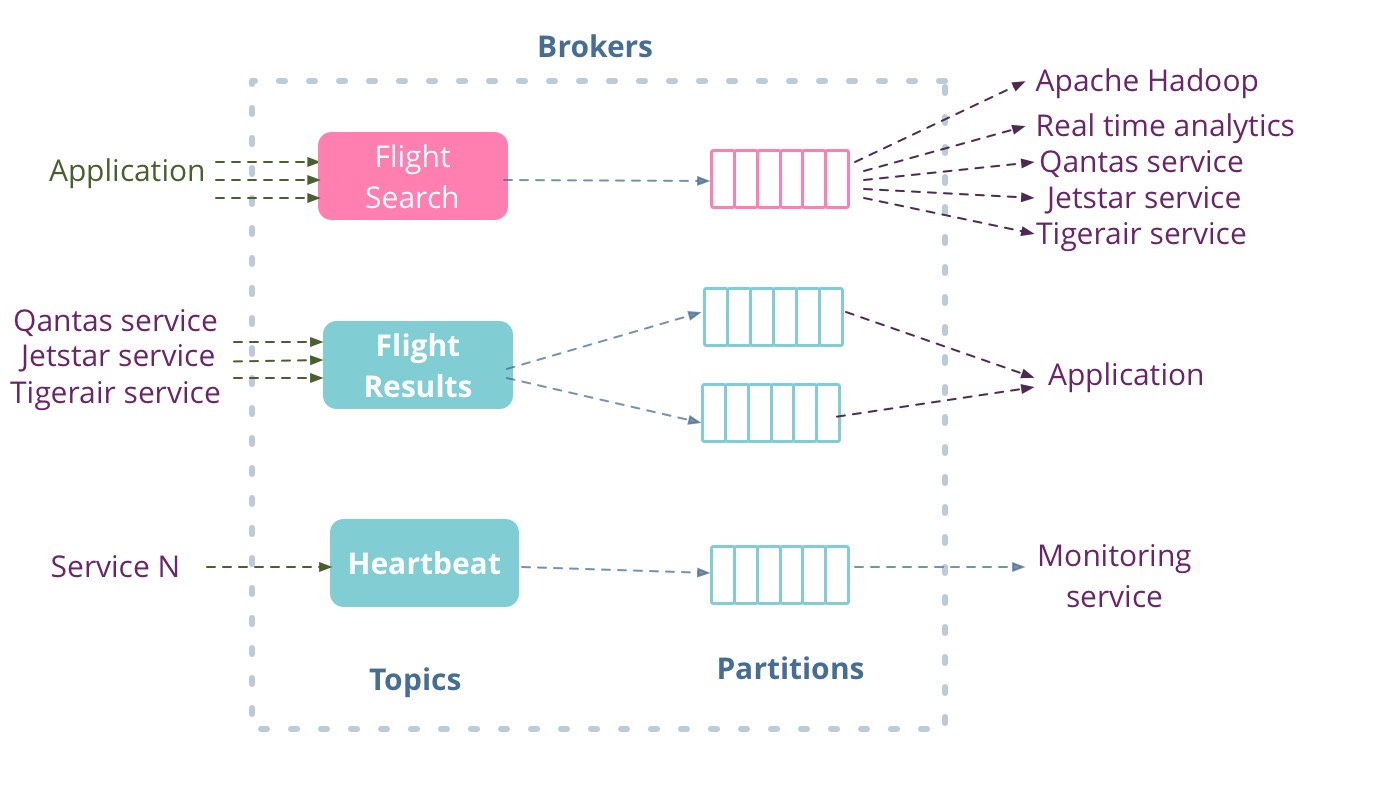 Brokers
Apache Hadoop
Real time analytics
Application
Flight
Search
Qantas service
Jetstar service
Tigerair service
Qantas service
Jetstar service
Tigerair service
Flight
Results
Application
Service N
Heartbeat
Monitoring
service
Topics
Partitions